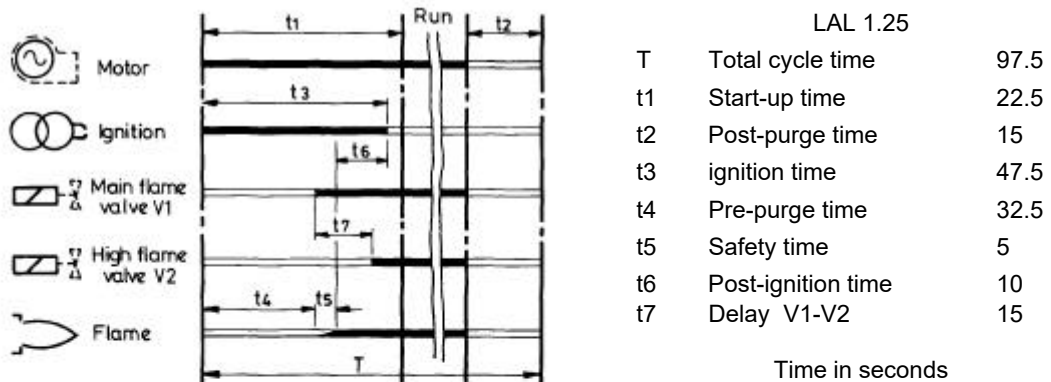 t1
Run
t2
Motor
t3
Ignition
t6
Main flame
valve V1
t7
High flame
valve V2
t4
t5
Flame
T
LAL 1.25
T Total cycle time 97.5
t1 Start-up time 22.5
t2 Post-purge time 15
t3 ignition time 47.5
t4 Pre-purge time 32.5
t5 Safety time 5
t6 Post-ignition time 10
t7 Delay V1-V2 15
Time in seconds